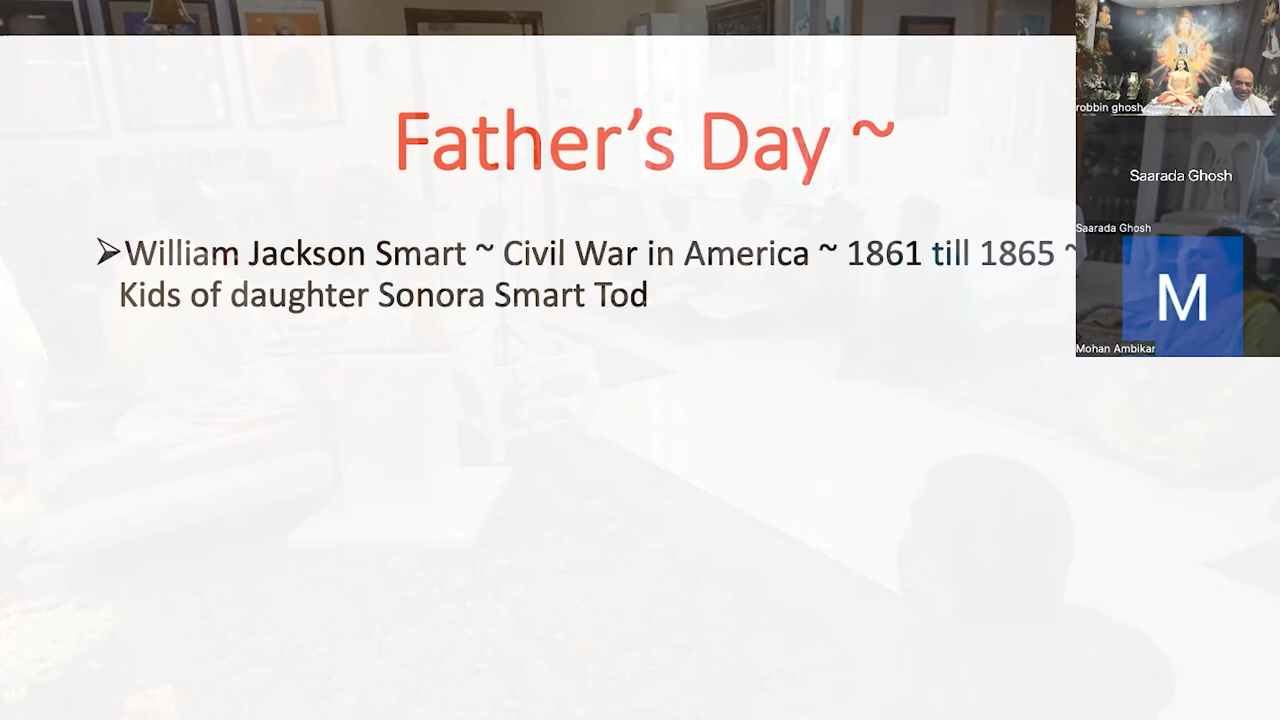 Father’s Day ~
➢William Jackson Smart ~ Civil War in America ~ 1861 till 1865 ~
Kids of daughter Sonora Smart Tod
robbin ghosh
Saarada Ghosh
Saarada Ghosh
M
Mohan Ambikar